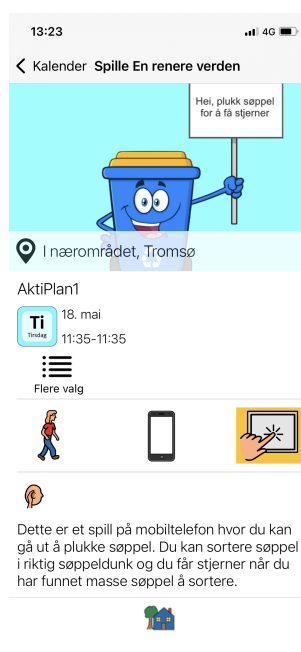 13:23
4G
Kalender Spille En renere verden
Hei, plukk søppel
for å få stjerner
I nærområdet, Tromsø
AktiPlan1
Ti
Tirsdag
18. mai
11:35-11:35
Flere valg
Dette er et spill på mobiltelefon hvor du kan
gå ut å plukke søppel. Du kan sortere søppel
i riktig søppeldunk og du får stjerner når du
har funnet masse søppel å sortere.